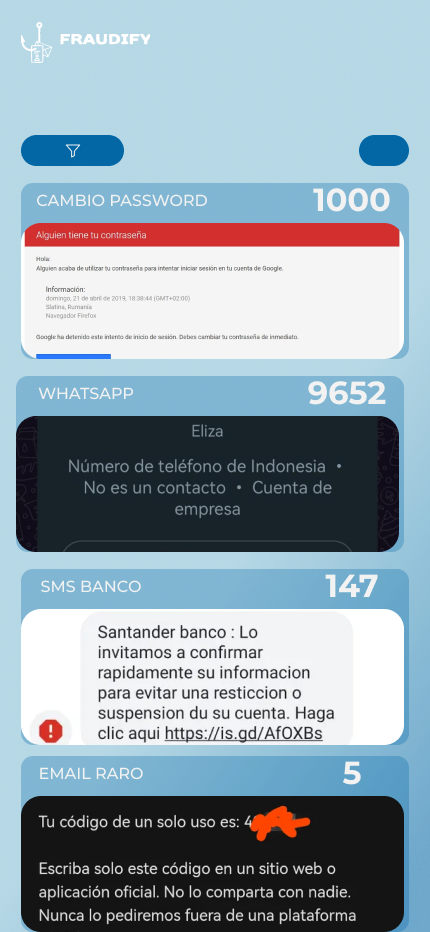 FRAUDIFY
CAMBIO PASSWORD 1000
Alguien tiene tu contraseña
Hola:
Alguien acaba de utilizar tu contraseña para intentar iniciar sesión en tu cuenta de Google.
Información:
domingo, 21 de abril de 2019, 18:38:44 (GMT+02:00)
Slatina, Rumanía
Navegador Firefox
Google ha detenido este intento de inicio de sesión. Debes cambiar tu contraseña de inmediato.
WHATSAPP 9652
Eliza
Número de teléfono de Indonesia •
No es un contacto • Cuenta de
empresa
SMS BANCO 147
Santander banco : Lo
invitamos a confirmar
rapidamente su informacion
para evitar una resticcion o
suspension du su cuenta. Haga
clic aqui https://is.gd/AfOXBs
EMAIL RARO 5
Tu código de un solo uso es: 4
Escriba solo este código en un sitio web o
aplicación oficial. No lo comparta con nadie.
Nunca lo pediremos fuera de una plataforma